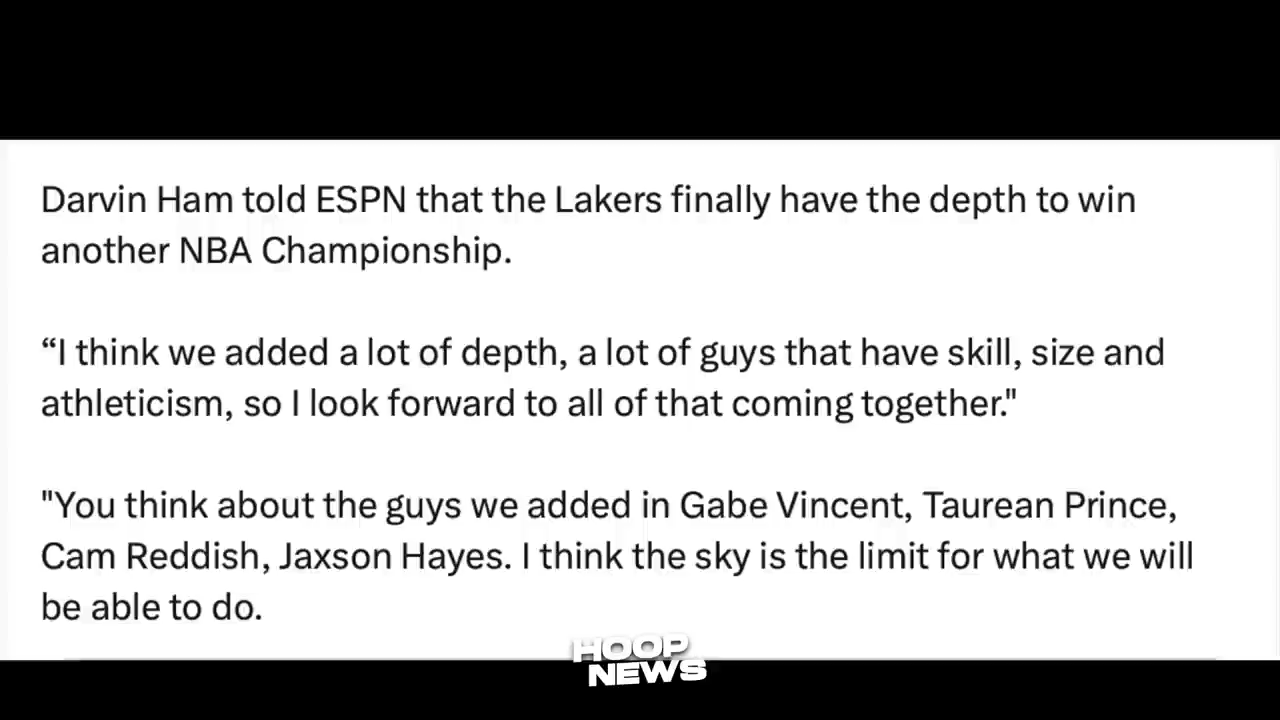 Darvin Ham told ESPN that the Lakers finally have the depth to win
another NBA Championship.
“I think we added a lot of depth, a lot of guys that have skill, size and
athleticism, so I look forward to all of that coming together."
"You think about the guys we added in Gabe Vincent, Taurean Prince,
Cam Reddish, Jaxson Hayes. I think the sky is the limit for what we will
be able to do.
HOOP
NEWS